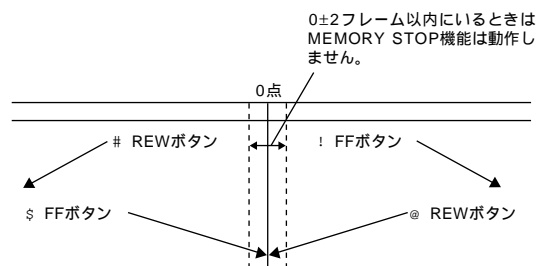 0±2フレーム以内にいるときは
MEMORY STOP機能は動作し
ません。
0点
# REWボタン
! FFボタン
$ FFボタン
@ REWボタン